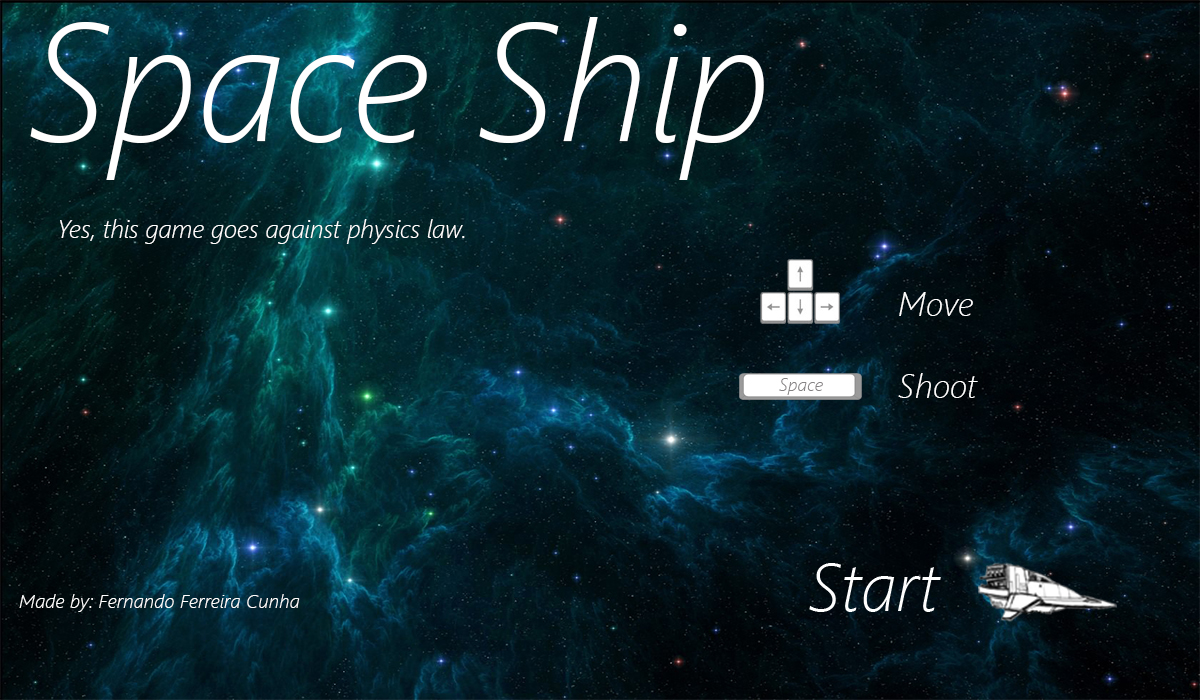 Space Ship
Yes, this game goes against physics law.
↑
← ↓ →
Move
Space
Shoot
Start
Made by: Fernando Ferreira Cunha